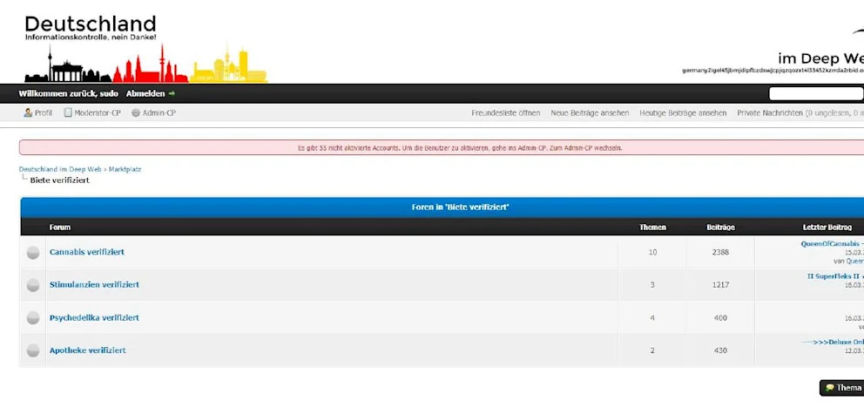 Deutschland
Informationskontrolle, nein Danke!
im Deep We
Willkommen zurück, sudo Abmelden
Profil Moderator-CP Admin-CP
Freundesliste öffnen Neue Beiträge ansehen Heutige Beiträge ansehen Private Nachrichten (0 ungelesen, 0
Es gibt 55 nicht aktivierte Accounts. Um die Benutzer zu aktivieren, gehe ins Admin-CP. Zum Admin-CP wechseln.
Deutschland im Deep Web › Marktplatz
Biete verifiziert
Foren in 'Biete verifiziert'
Forum Themen Beiträge Letzter Beitrag
Cannabis verifiziert 10 2388 QueenOfCannabis -
15.03.
von Queen
Stimulanzien verifiziert 3 1217 II SuperFleks II
16.03.
Psychedelika verifiziert 4 400
16.03.
Apotheke verifiziert 2 430 >>>Deluxe Onl
12.03.
Thema